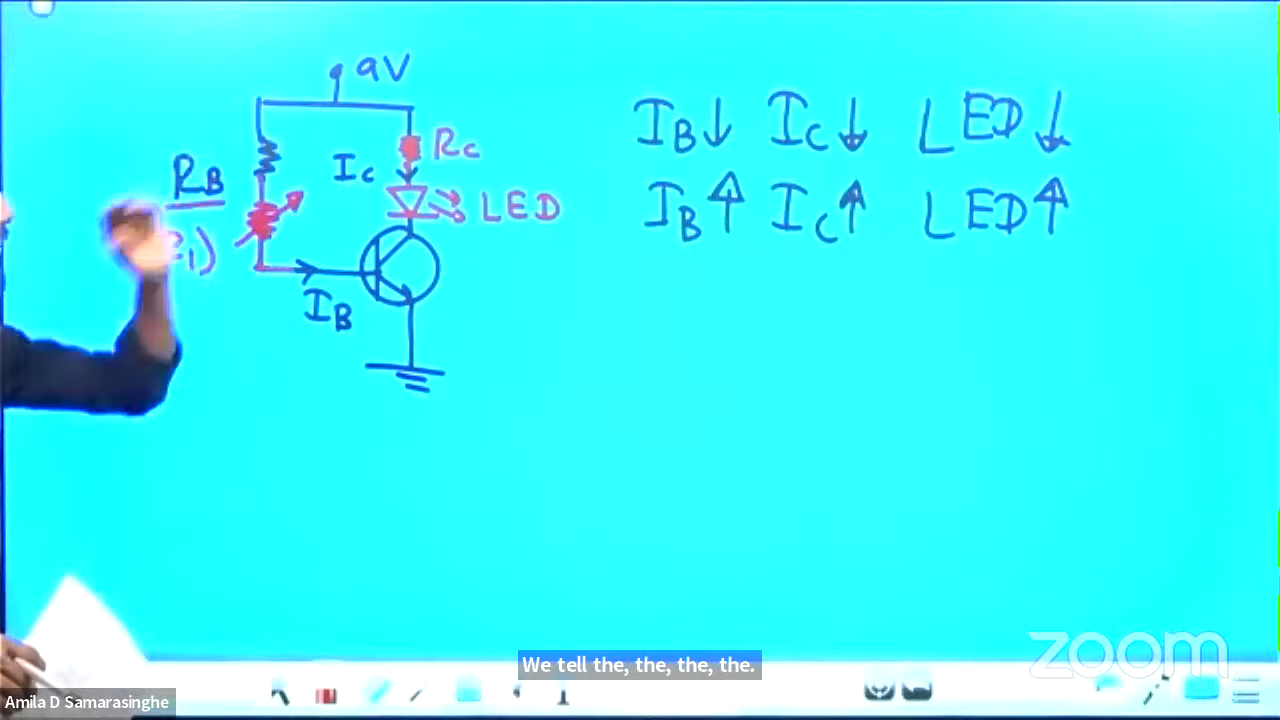 9V
RC
RB
IC
LED
IB
IB↓ IC↓ LED↓
IB↑ IC↑ LED↑
We tell the, the, the, the.
zoom
Amila D Samarasinghe